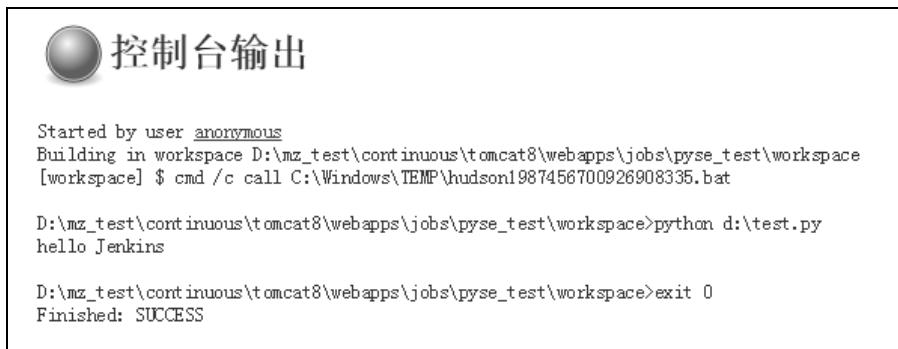 控制台输出
Started by user anonymous
Building in workspace D:\mz_test\continuous\tomcat8\webapps\jobs\pyse_test\workspace
[workspace] $ cmd /c call C:\Windows\TEMP\hudson1987456700926908335.bat
D:\mz_test\continuous\tomcat8\webapps\jobs\pyse_test\workspace>python d:\test.py
hello Jenkins
D:\mz_test\continuous\tomcat8\webapps\jobs\pyse_test\workspace>exit 0
Finished: SUCCESS